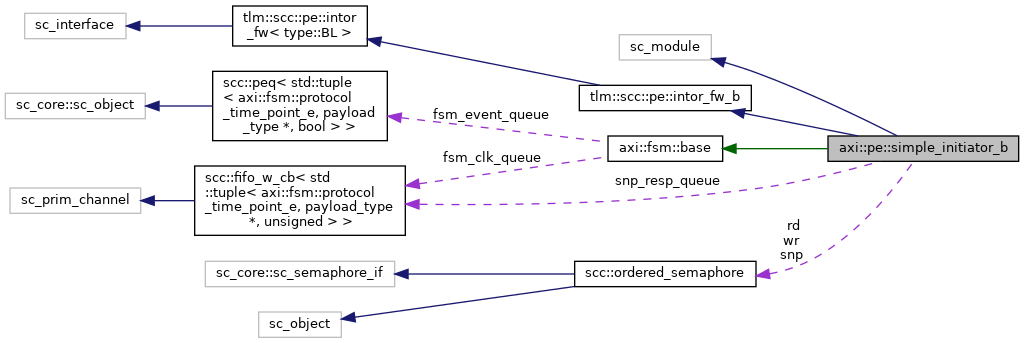 sc_interface
tlm::scc::pe::intor
_fw< type::BL >
sc_module
sc_core::sc_object
scc::peq< std::tuple
< axi::fsm::protocol
_time_point_e, payload
_type *, bool > >
tlm::scc::pe::intor_fw_b
fsm_event_queue
axi::fsm::base
axi::pe::simple_initiator_b
fsm_clk_queue
snp_resp_queue
sc_prim_channel
scc::fifo_w_cb< std
::tuple< axi::fsm::protocol
_time_point_e, payload_type
*, unsigned > >
rd
wr
snp
sc_core::sc_semaphore_if
scc::ordered_semaphore
sc_object